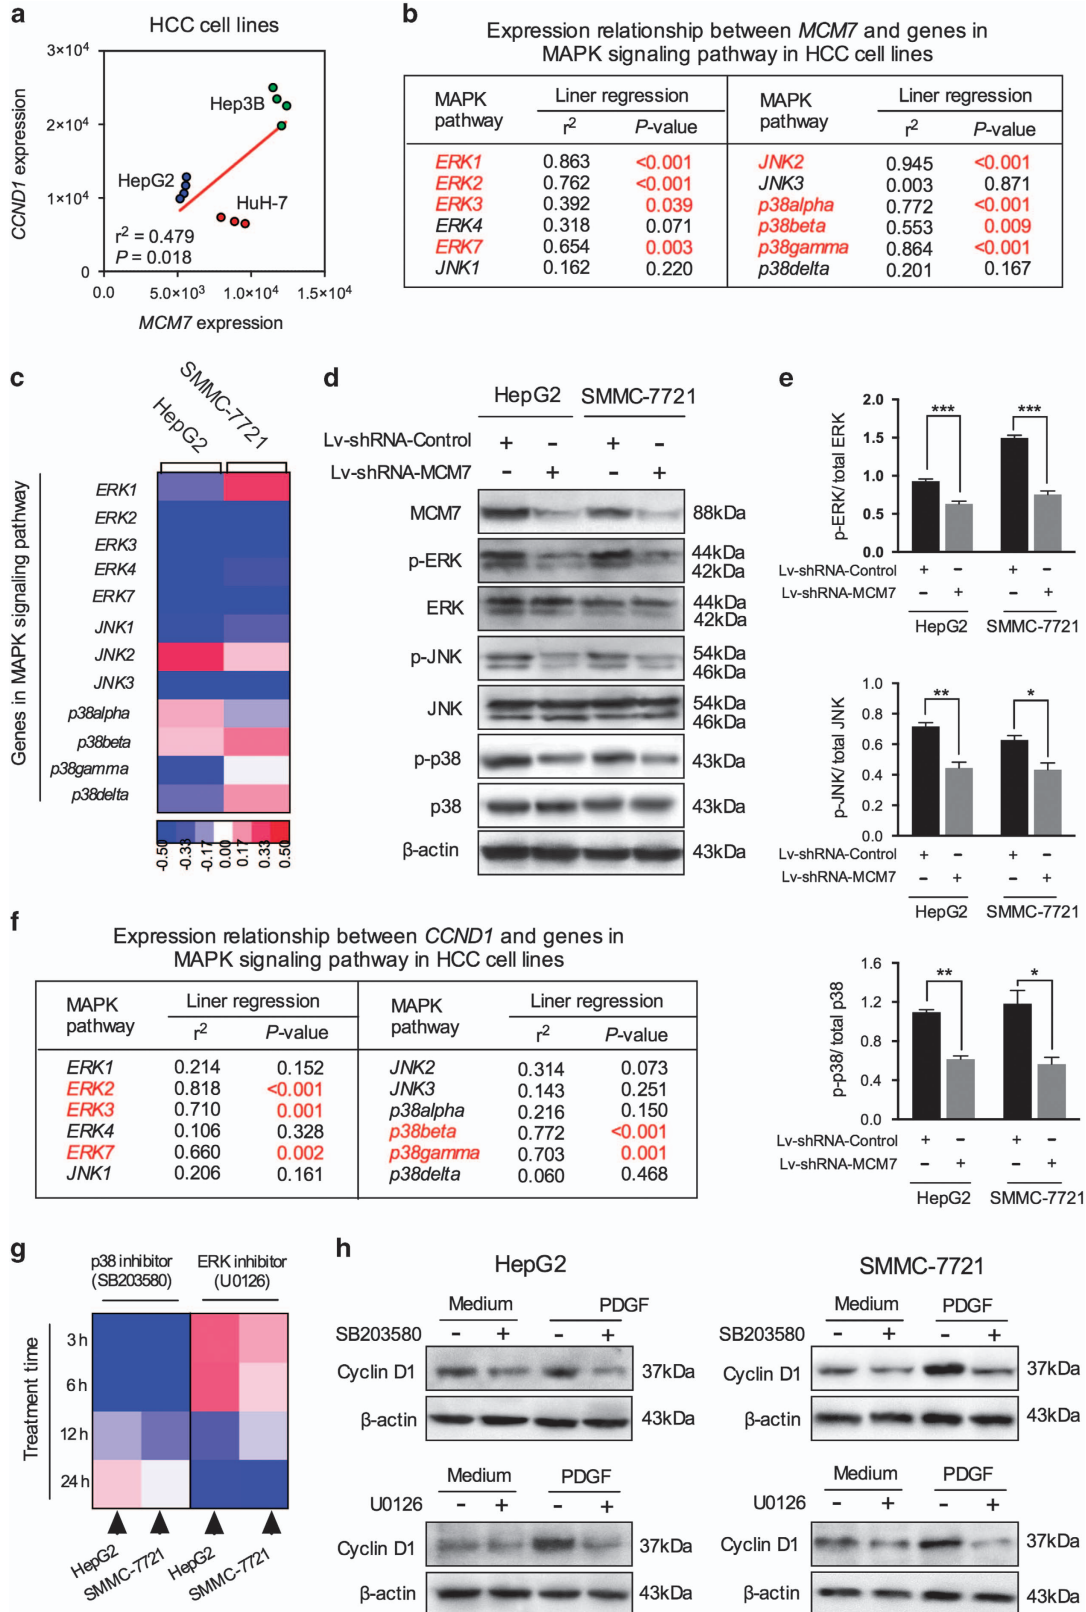 a
HCC cell lines
CCND1 expression
3×10⁴
2×10⁴
1×10⁴
0
Hep3B
HepG2
HuH-7
r² = 0.479
P = 0.018
0.0 5.0×10³ 1.0×10⁴ 1.5×10⁴
MCM7 expression
b
Expression relationship between MCM7 and genes in
MAPK signaling pathway in HCC cell lines
MAPK pathway Liner regression MAPK pathway Liner regression
r² P-value r² P-value
ERK1 0.863 <0.001 JNK2 0.945 <0.001
ERK2 0.762 <0.001 JNK3 0.003 0.871
ERK3 0.392 0.039 p38alpha 0.772 <0.001
ERK4 0.318 0.071 p38beta 0.553 0.009
ERK7 0.654 0.003 p38gamma 0.864 <0.001
JNK1 0.162 0.220 p38delta 0.201 0.167
c
HepG2
SMMC-7721
Genes in MAPK signaling pathway
ERK1
ERK2
ERK3
ERK4
ERK7
JNK1
JNK2
JNK3
p38alpha
p38beta
p38gamma
p38delta
-0.50 -0.33 -0.17 0.00 0.17 0.33 0.50
d
HepG2 SMMC-7721
Lv-shRNA-Control + - + -
Lv-shRNA-MCM7 - + - +
MCM7 88kDa
p-ERK 44kDa
42kDa
ERK 44kDa
42kDa
p-JNK 54kDa
46kDa
JNK 54kDa
46kDa
p-p38 43kDa
p38 43kDa
β-actin 43kDa
e
p-ERK/ total ERK
2.0
1.5
1.0
0.5
0.0
*** ***
Lv-shRNA-Control + - + -
Lv-shRNA-MCM7 - + - +
HepG2 SMMC-7721
p-JNK/ total JNK
1.0
0.8
0.6
0.4
0.2
0.0
** *
Lv-shRNA-Control + - + -
Lv-shRNA-MCM7 - + - +
HepG2 SMMC-7721
p-p38/ total p38
1.6
1.2
0.8
0.4
0.0
** *
Lv-shRNA-Control + - + -
Lv-shRNA-MCM7 - + - +
HepG2 SMMC-7721
f
Expression relationship between CCND1 and genes in
MAPK signaling pathway in HCC cell lines
MAPK pathway Liner regression MAPK pathway Liner regression
r² P-value r² P-value
ERK1 0.214 0.152 JNK2 0.314 0.073
ERK2 0.818 <0.001 JNK3 0.143 0.251
ERK3 0.710 0.001 p38alpha 0.216 0.150
ERK4 0.106 0.328 p38beta 0.772 <0.001
ERK7 0.660 0.002 p38gamma 0.703 0.001
JNK1 0.206 0.161 p38delta 0.060 0.468
g
p38 inhibitor ERK inhibitor
(SB203580) (U0126)
Treatment time
3h
6h
12h
24h
HepG2 SMMC-7721 HepG2 SMMC-7721
h
HepG2
Medium PDGF
SB203580 - + - +
Cyclin D1 37kDa
β-actin 43kDa
Medium PDGF
U0126 - + - +
Cyclin D1 37kDa
β-actin 43kDa
SMMC-7721
Medium PDGF
SB203580 - + - +
Cyclin D1 37kDa
β-actin 43kDa
Medium PDGF
U0126 - + - +
Cyclin D1 37kDa
β-actin 43kDa